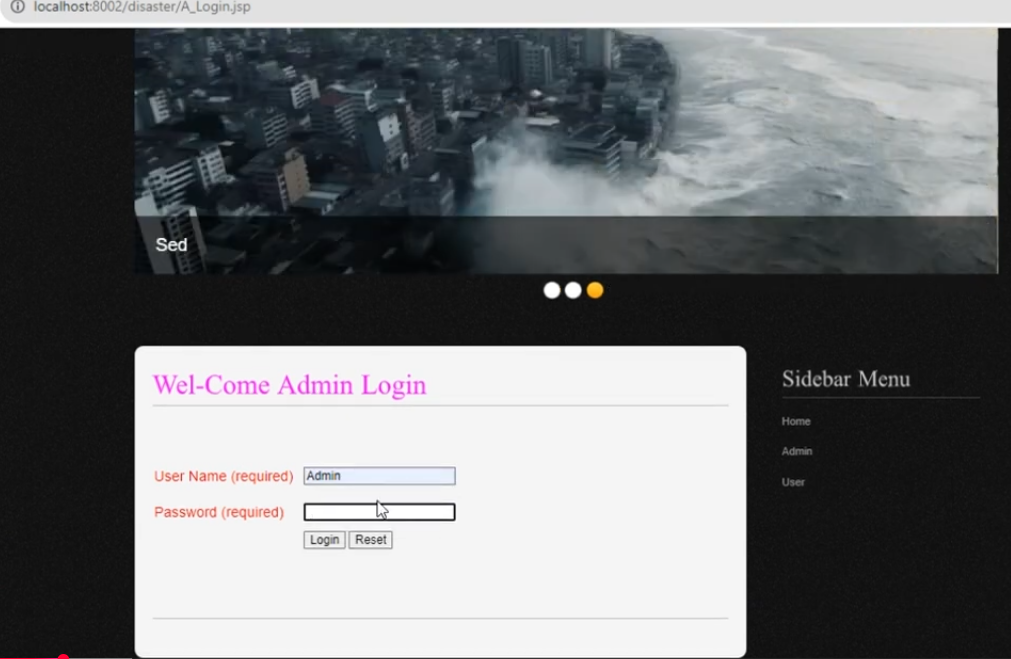 localhost:8002/disaster/A_Login.jsp
Sed
Wel-Come Admin Login
User Name (required) Admin
Password (required)
Login Reset
Sidebar Menu
Home
Admin
User